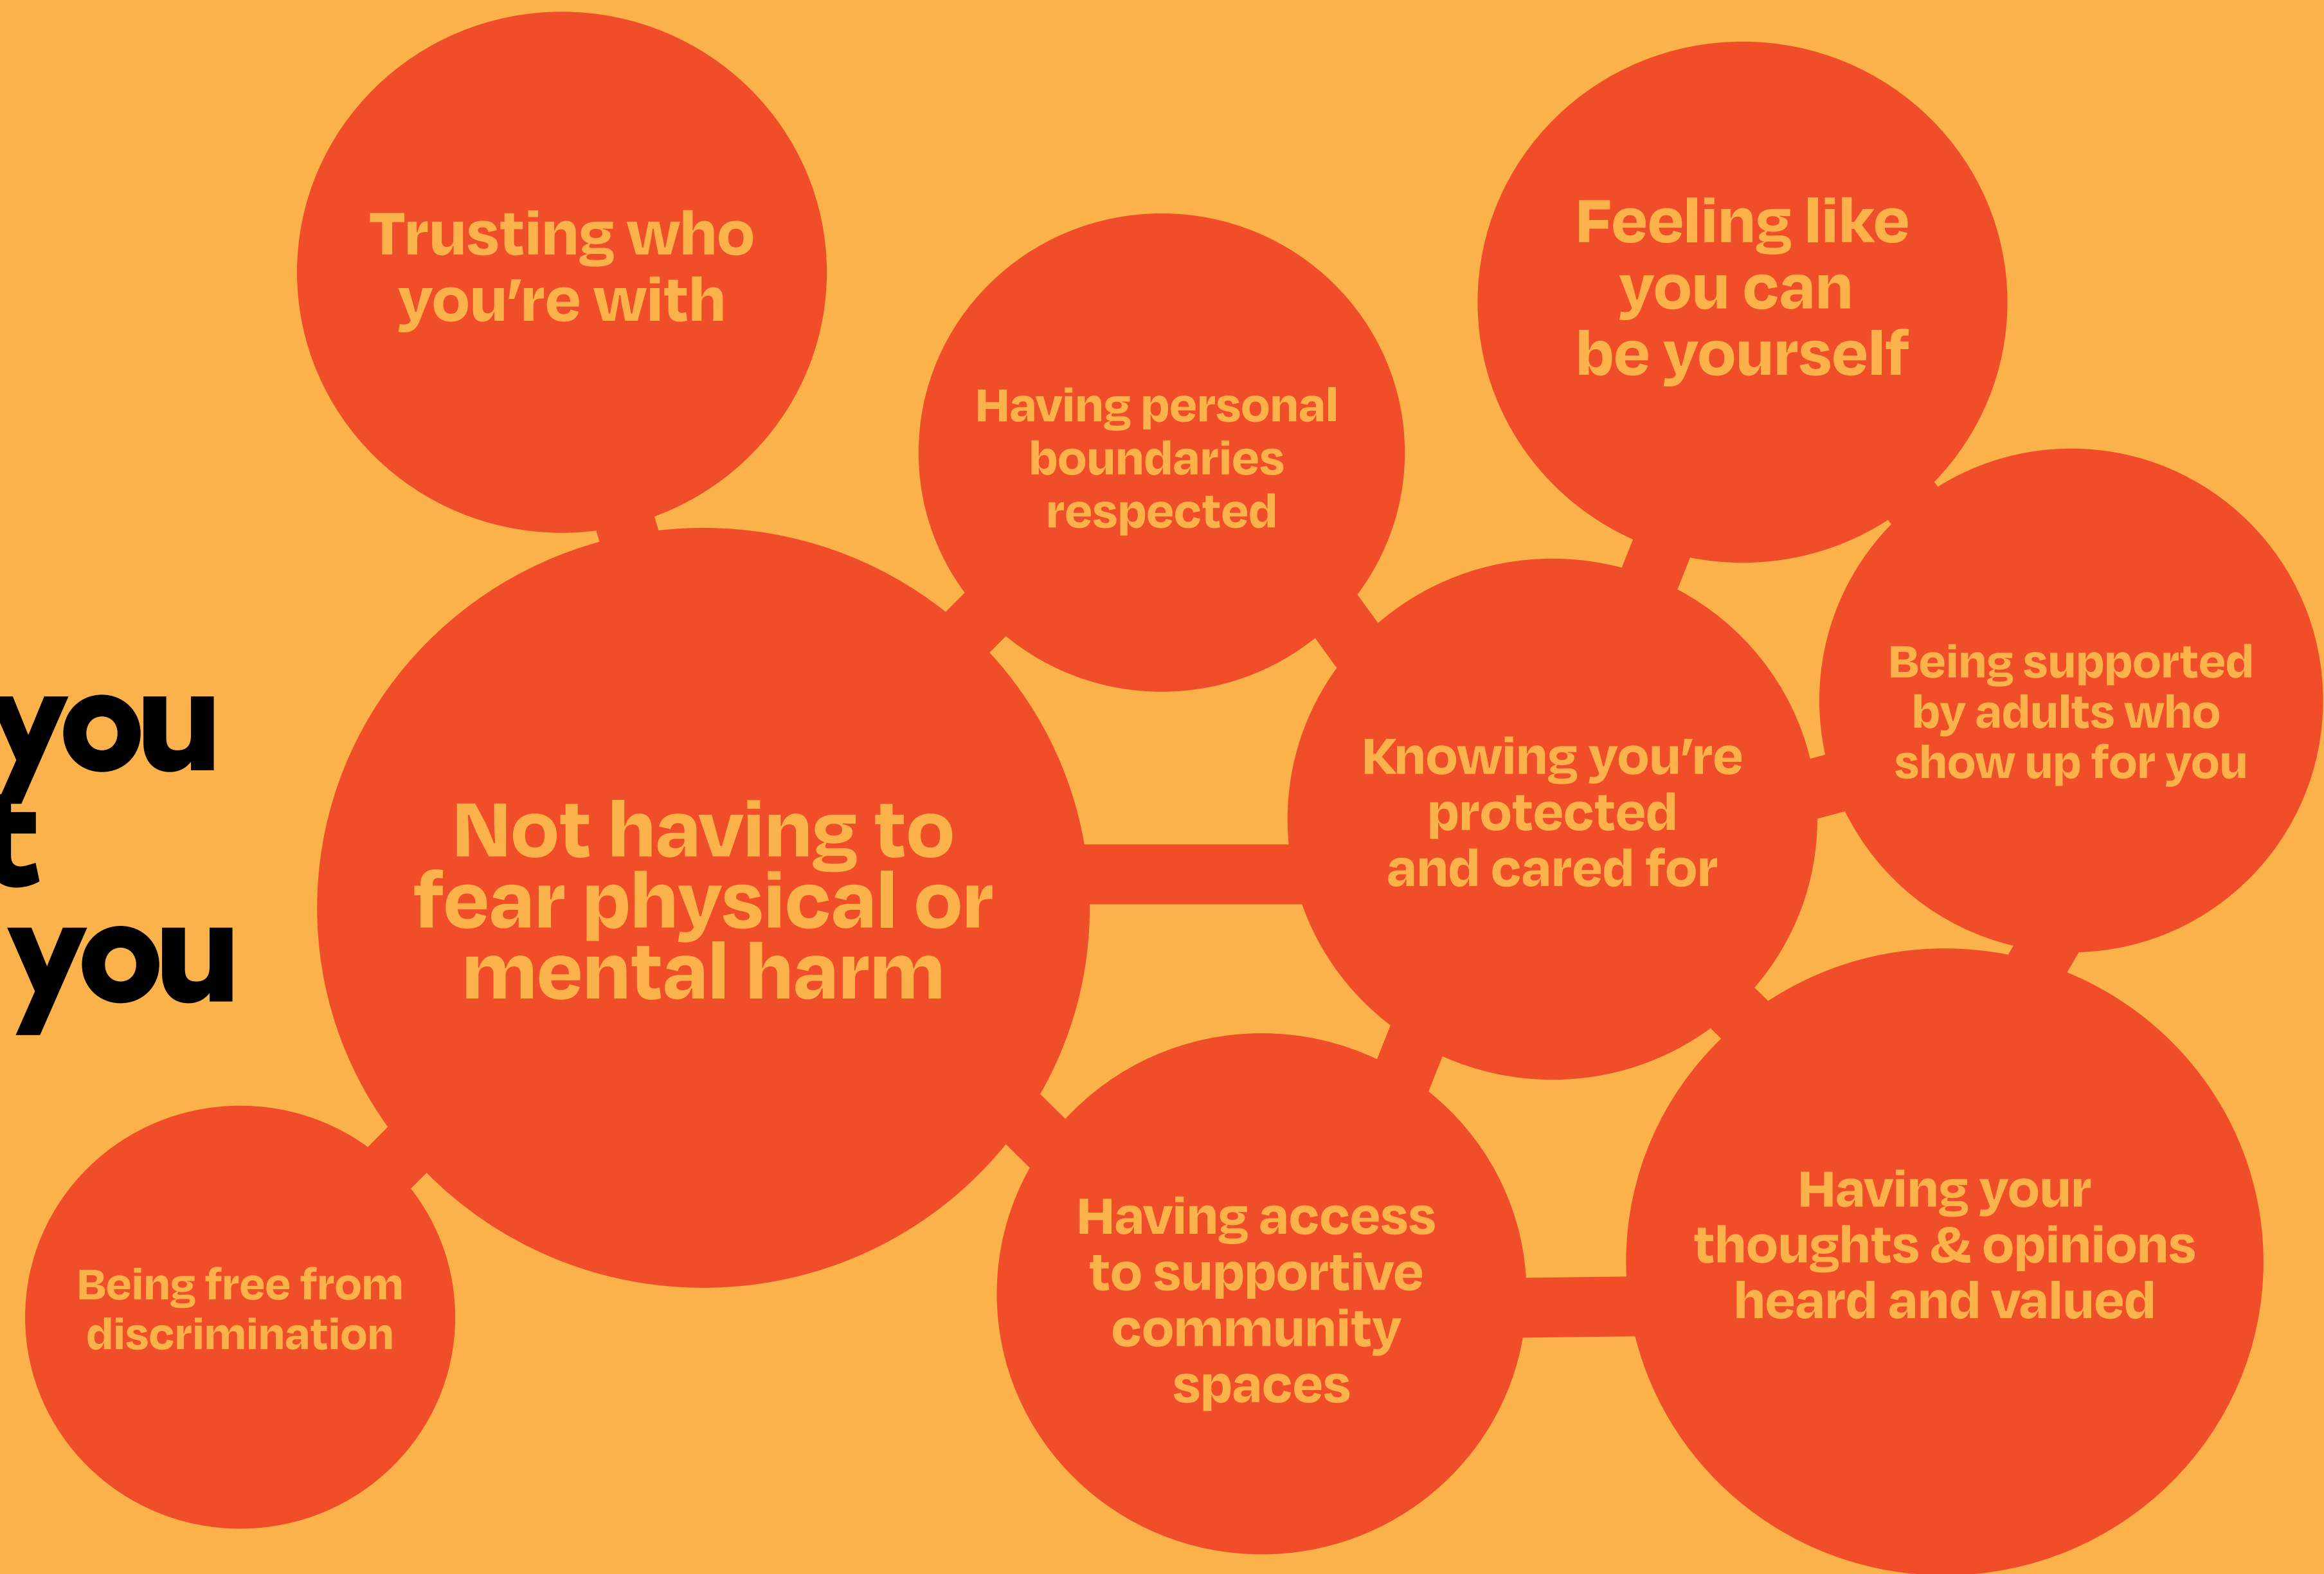 Trusting who
you’re with
Having personal
boundaries
respected
Feeling like
you can
be yourself
Being supported
by adults who
show up for you
you
t
you
Not having to
fear physical or
mental harm
Knowing you’re
protected
and cared for
Being free from
discrimination
Having access
to supportive
community
spaces
Having your
thoughts & opinions
heard and valued